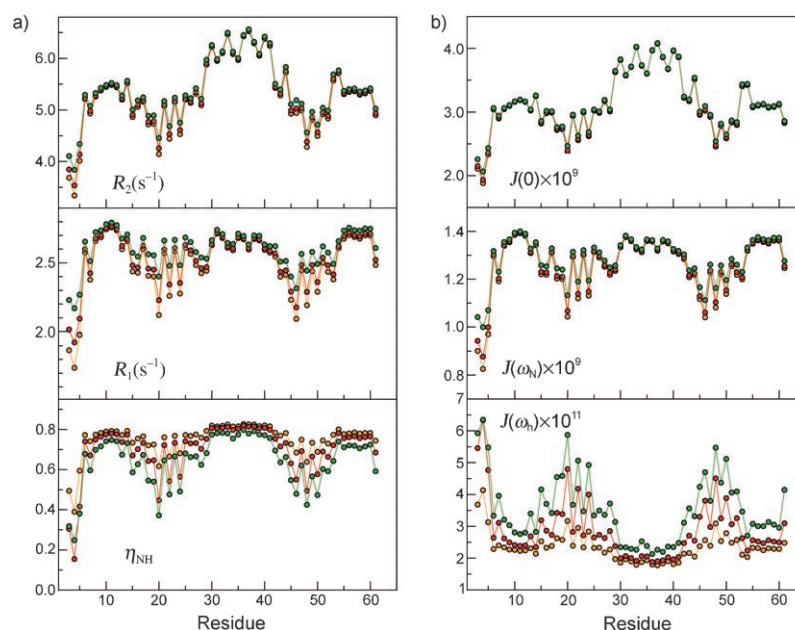 a)
6.0
5.0
4.0
R₂(s⁻¹)
2.5
2.0
R₁(s⁻¹)
0.8
0.6
0.4
0.2
0.0
ηNH
10 20 30 40 50 60
Residue
b)
4.0
3.0
2.0
J(0)×10⁹
1.4
1.2
1.0
0.8
J(ωN)×10⁹
7
J(ωh)×10¹¹
6
5
4
3
2
1
10 20 30 40 50 60
Residue